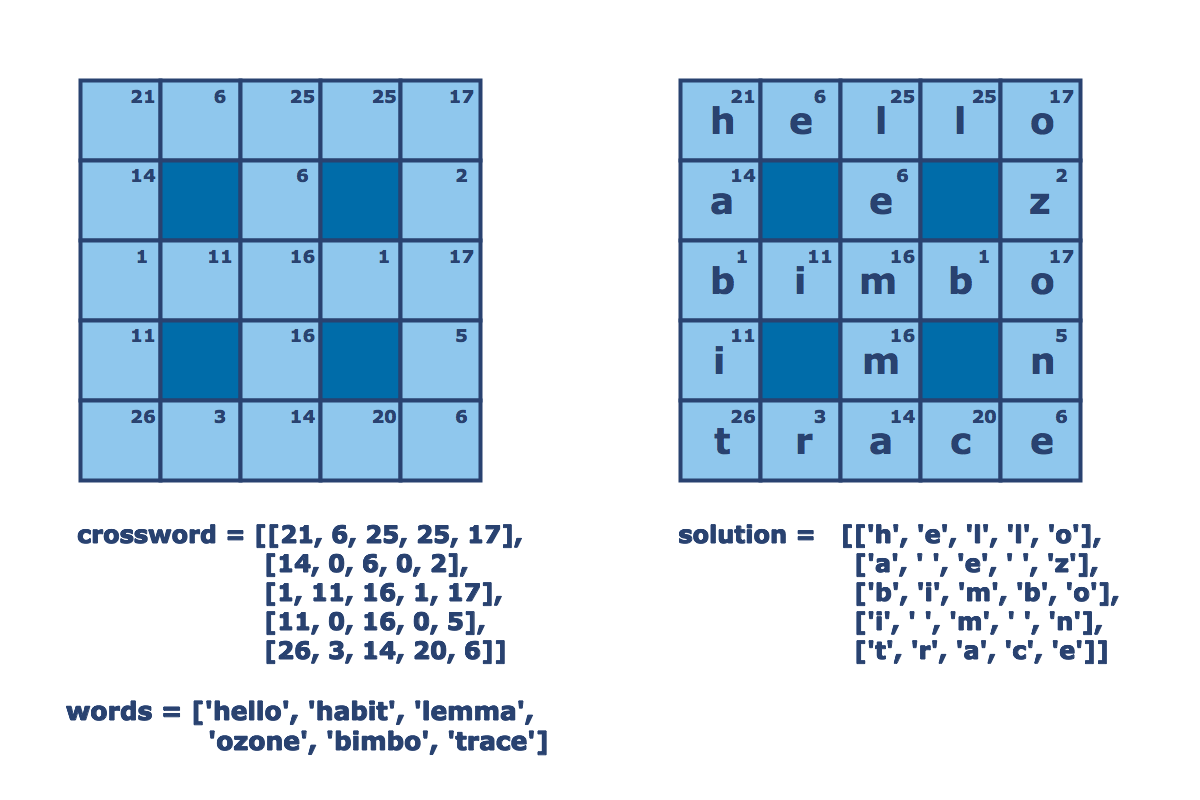 21 6 25 25 17
14 6 2
1 11 16 1 17
11 16 5
26 3 14 20 6
21 6 25 25 17
h e l l o
14 6 2
a e z
1 11 16 1 17
b i m b o
11 16 5
i m n
26 3 14 20 6
t r a c e
crossword = [[21, 6, 25, 25, 17],
[14, 0, 6, 0, 2],
[1, 11, 16, 1, 17],
[11, 0, 16, 0, 5],
[26, 3, 14, 20, 6]]
words = ['hello', 'habit', 'lemma',
'ozone', 'bimbo', 'trace']
solution = [['h', 'e', 'l', 'l', 'o'],
['a', ' ', 'e', ' ', 'z'],
['b', 'i', 'm', 'b', 'o'],
['i', ' ', 'm', ' ', 'n'],
['t', 'r', 'a', 'c', 'e']]